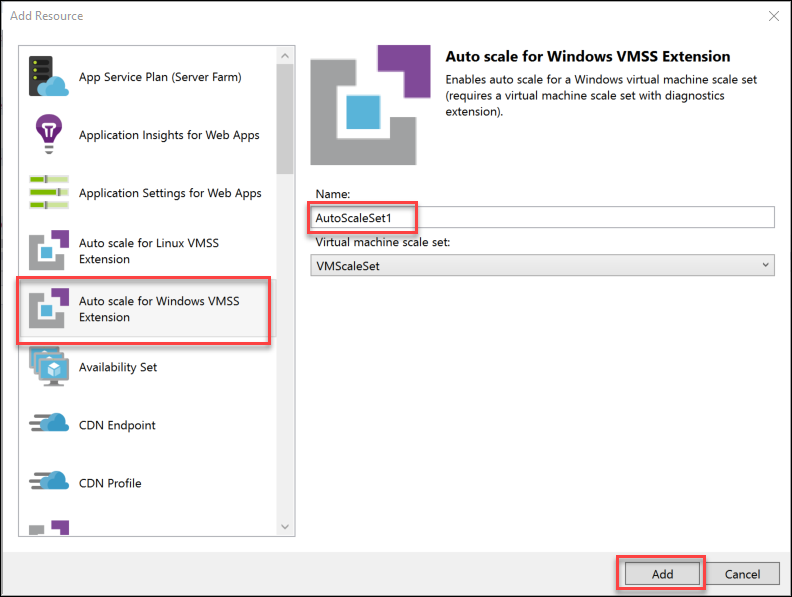 Add Resource
App Service Plan (Server Farm)
Application Insights for Web Apps
Application Settings for Web Apps
Auto scale for Linux VMSS
Extension
Auto scale for Windows VMSS
Extension
Availability Set
CDN Endpoint
CDN Profile
Auto scale for Windows VMSS Extension
Enables auto scale for a Windows virtual machine scale set
(requires a virtual machine scale set with diagnostics
extension).
Name:
AutoScaleSet1
Virtual machine scale set:
VMScaleSet
Add
Cancel